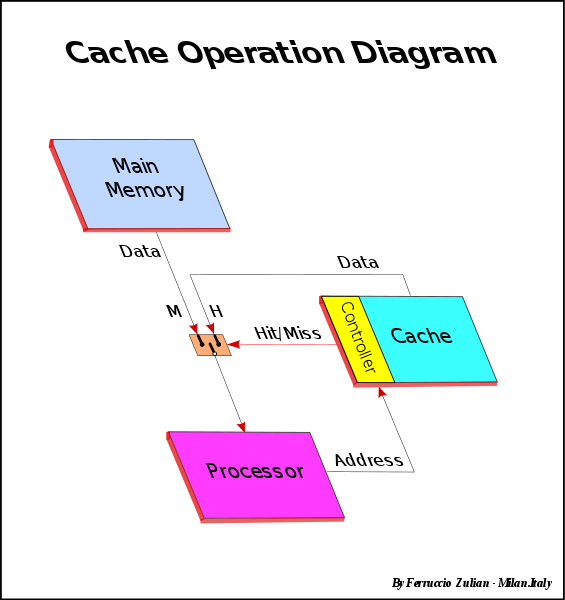 Cache Operation Diagram
Main
Memory
Data
Data
M
H
Hit/Miss
Controller
Cache
Processor
Address
By Ferruccio Zulian - Milan.Italy